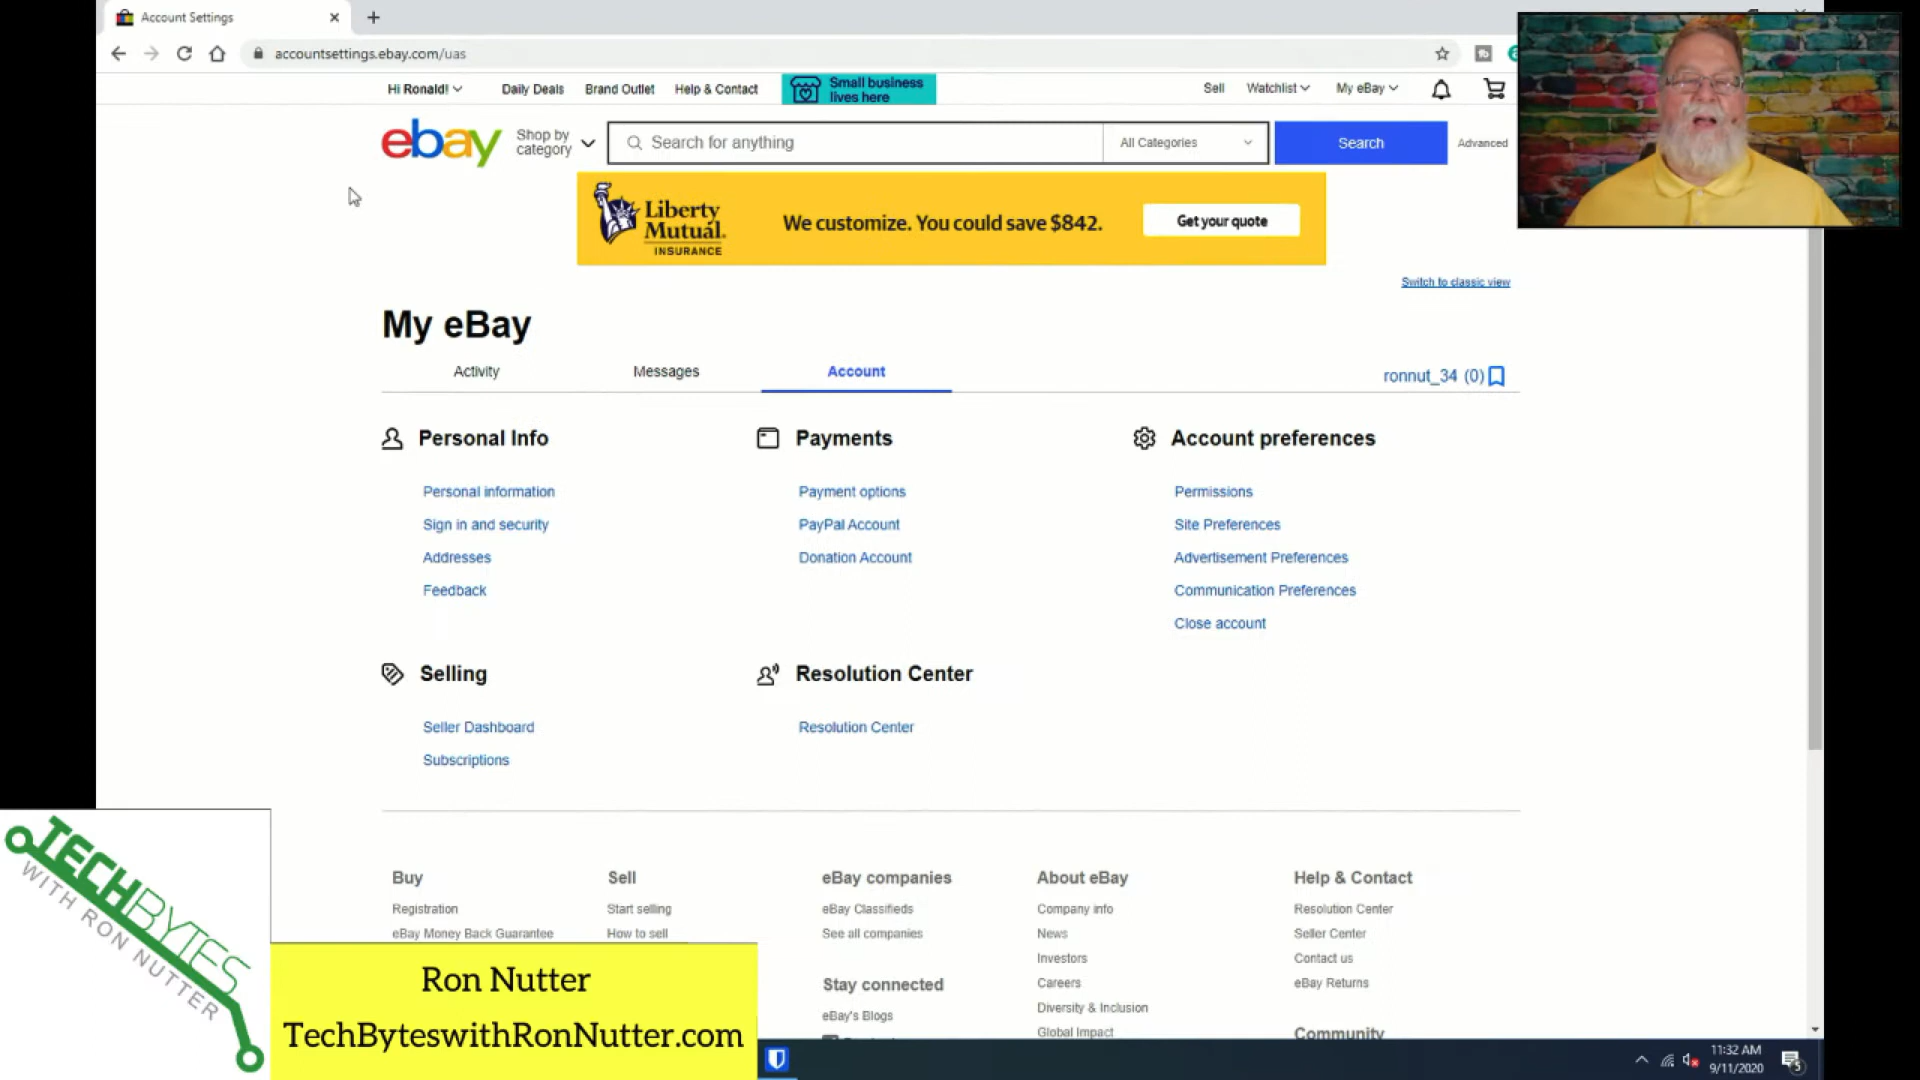 Account Settings
accountsettings.ebay.com/uas
Hi Ronald!
Daily Deals
Brand Outlet
Help & Contact
Small business
lives here
Sell
Watchlist
My eBay
ebay
Shop by
category
Search for anything
All Categories
Search
Advanced
Liberty
Mutual.
INSURANCE
We customize. You could save $842.
Get your quote
Switch to classic view
My eBay
Activity
Messages
Account
ronnut_34 (0)
Personal Info
Personal information
Sign in and security
Addresses
Feedback
Payments
Payment options
PayPal Account
Donation Account
Account preferences
Permissions
Site Preferences
Advertisement Preferences
Communication Preferences
Close account
Selling
Seller Dashboard
Subscriptions
Resolution Center
Resolution Center
Buy
Registration
eBay Money Back Guarantee
Sell
Start selling
How to sell
eBay companies
eBay Classifieds
See all companies
Stay connected
eBay's Blogs
About eBay
Company info
News
Investors
Careers
Diversity & Inclusion
Global Impact
Help & Contact
Resolution Center
Seller Center
Contact us
eBay Returns
Community
TECHBYTES
WITH RON NUTTER
Ron Nutter
TechByteswithRonNutter.com
11:32 AM
9/11/2020
5